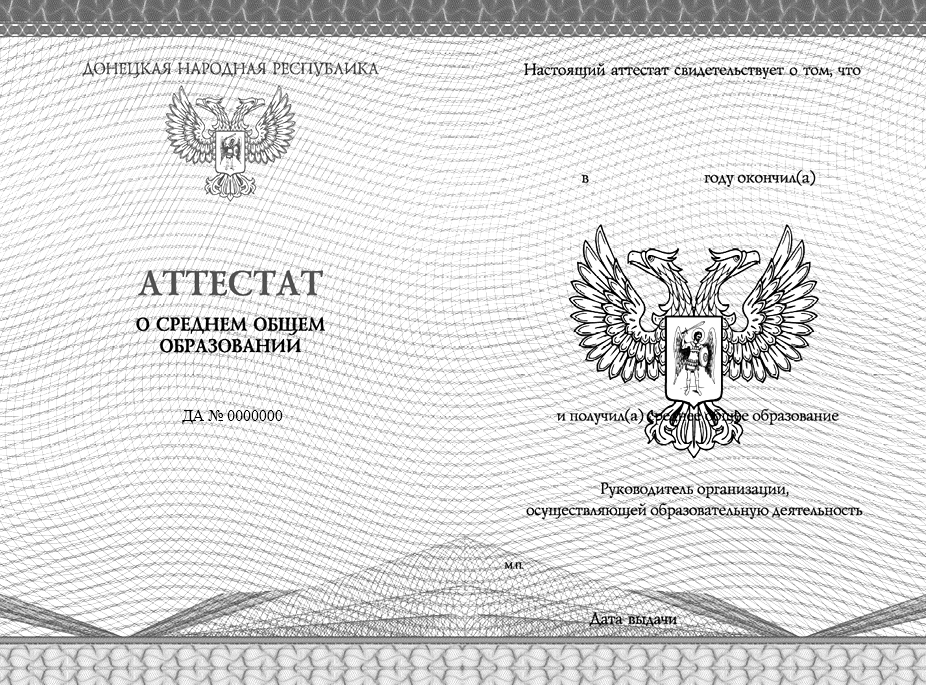 ДОНЕЦКАЯ НАРОДНАЯ РЕСПУБЛИКА
АТТЕСТАТ
О СРЕДНЕМ ОБЩЕМ
ОБРАЗОВАНИИ
ДА № 0000000
Настоящий аттестат свидетельствует о том, что
в году окончил(а)
и получил(а) среднее общее образование
Руководитель организации,
осуществляющей образовательную деятельность
м.п.
Дата выдачи